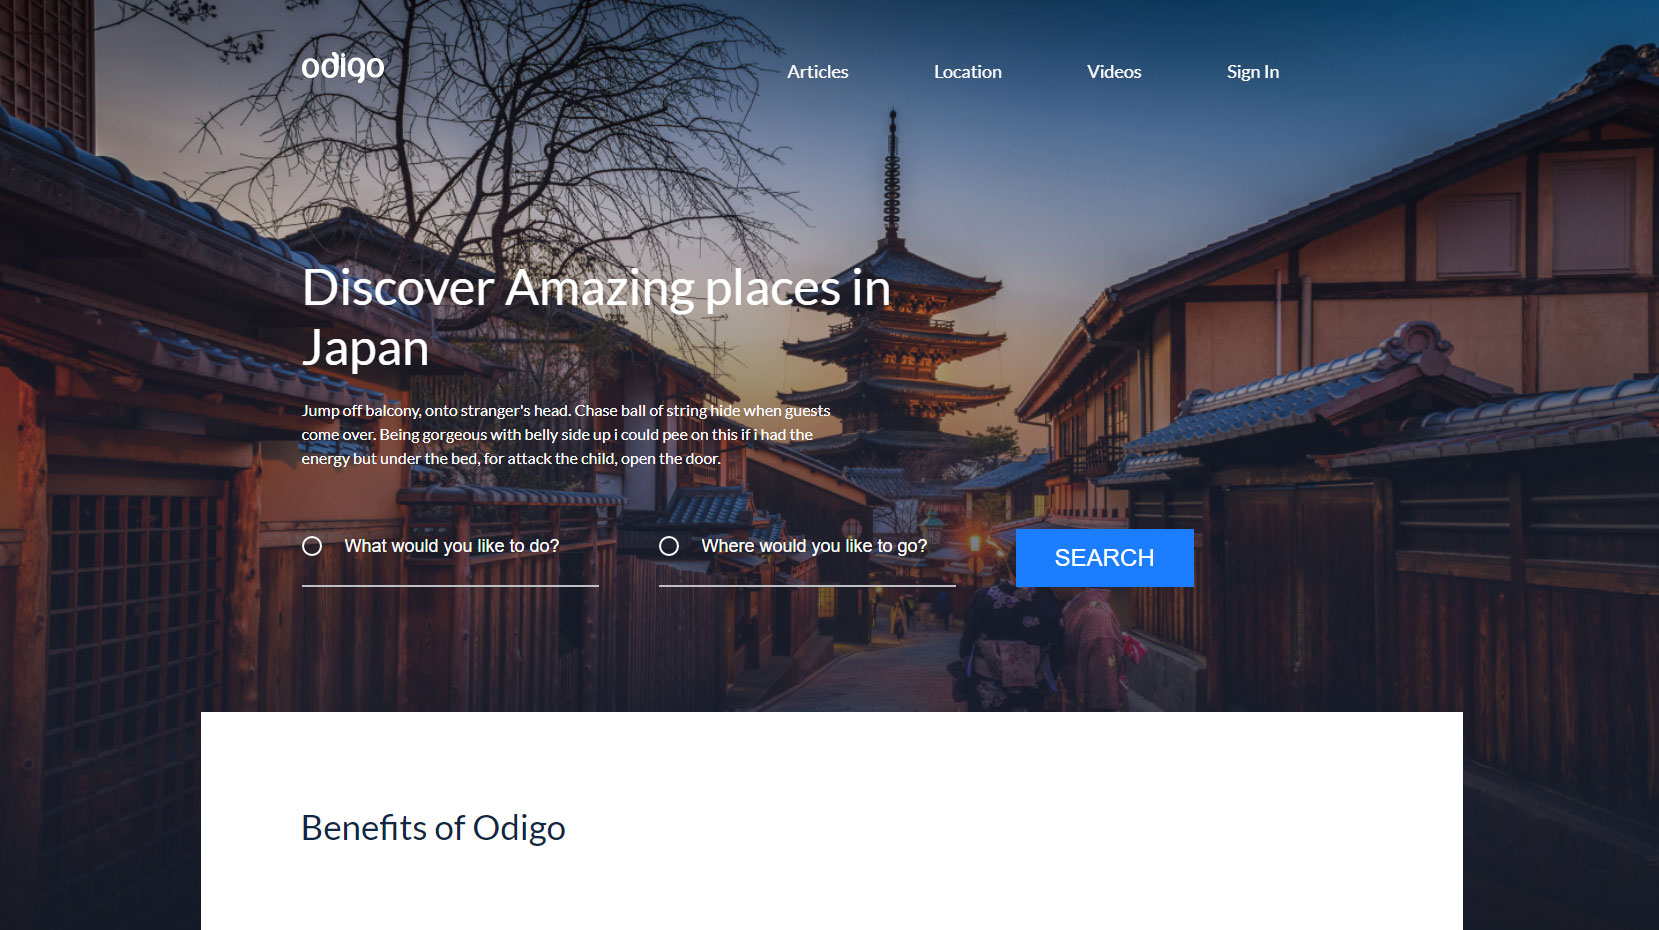 odigo
Articles Location Videos Sign In
Discover Amazing places in
Japan
Jump off balcony, onto stranger's head. Chase ball of string hide when guests
come over. Being gorgeous with belly side up i could pee on this if i had the
energy but under the bed, for attack the child, open the door.
What would you like to do? Where would you like to go? SEARCH
Benefits of Odigo